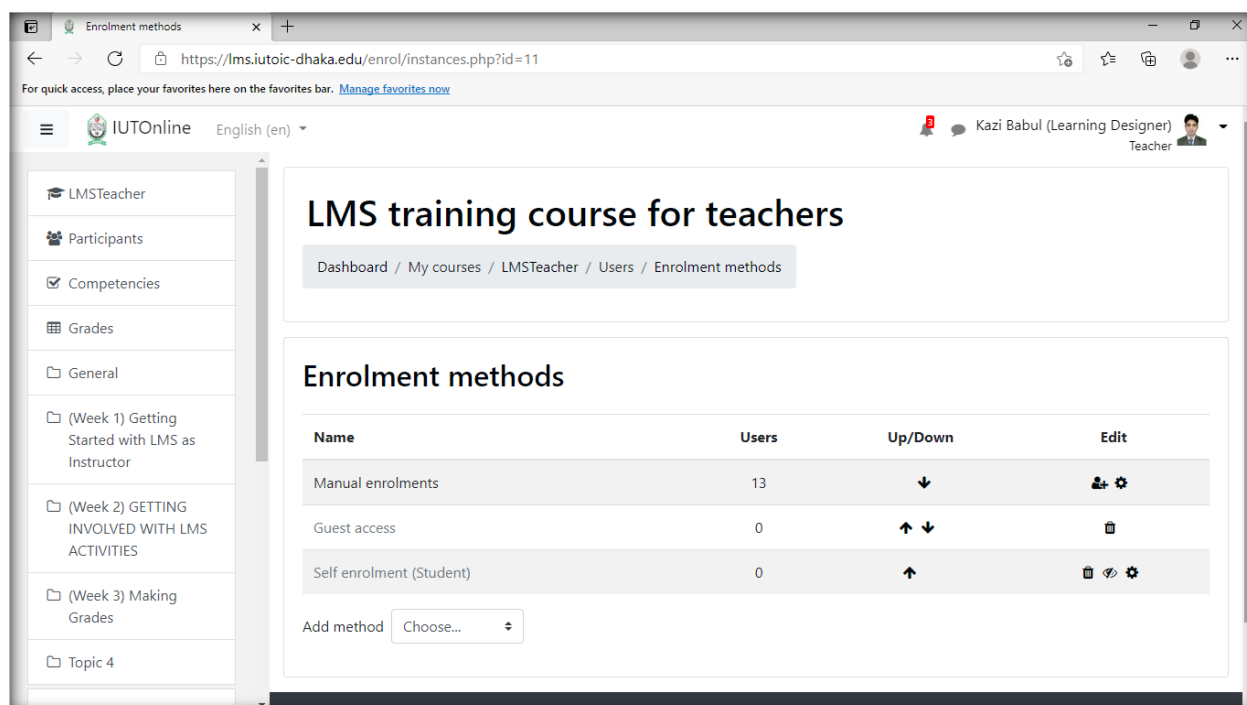 Enrolment methods
https://lms.iutoic-dhaka.edu/enrol/instances.php?id=11
For quick access, place your favorites here on the favorites bar. Manage favorites now
IUTOnline English (en)
3
Kazi Babul (Learning Designer)
Teacher
LMSTeacher
Participants
Competencies
Grades
General
(Week 1) Getting
Started with LMS as
Instructor
(Week 2) GETTING
INVOLVED WITH LMS
ACTIVITIES
(Week 3) Making
Grades
Topic 4
LMS training course for teachers
Dashboard / My courses / LMSTeacher / Users / Enrolment methods
Enrolment methods
Name Users Up/Down Edit
Manual enrolments 13
Guest access 0
Self enrolment (Student) 0
Add method Choose...